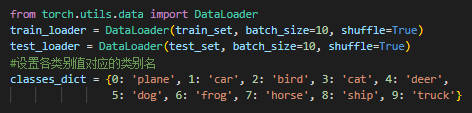 from torch.utils.data import DataLoader
train_loader = DataLoader(train_set, batch_size=10, shuffle=True)
test_loader = DataLoader(test_set, batch_size=10, shuffle=True)
#设置各类别值对应的类别名
classes_dict = {0: 'plane', 1: 'car', 2: 'bird', 3: 'cat', 4: 'deer',
5: 'dog', 6: 'frog', 7: 'horse', 8: 'ship', 9: 'truck'}